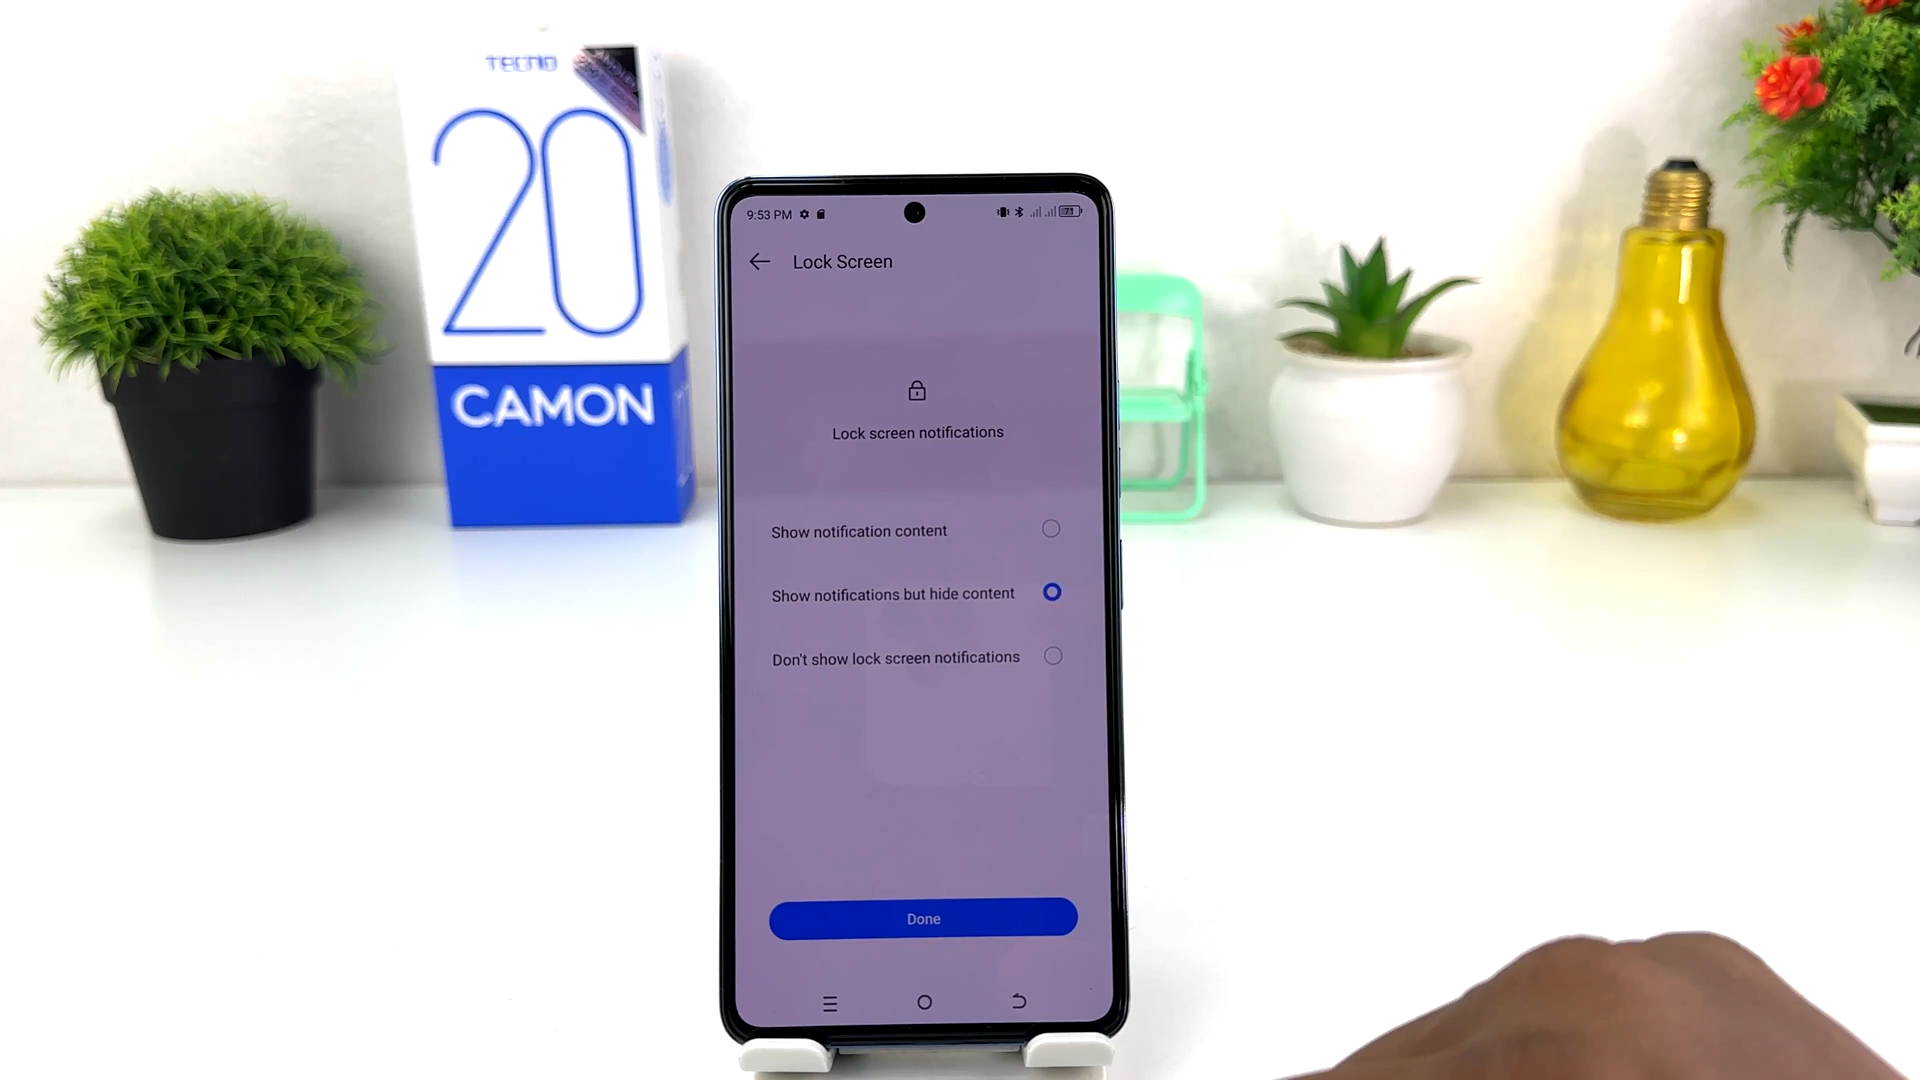 TECNO
20
CAMON
9:53 PM
Lock Screen
Lock screen notifications
Show notification content
Show notifications but hide content
Don't show lock screen notifications
Done